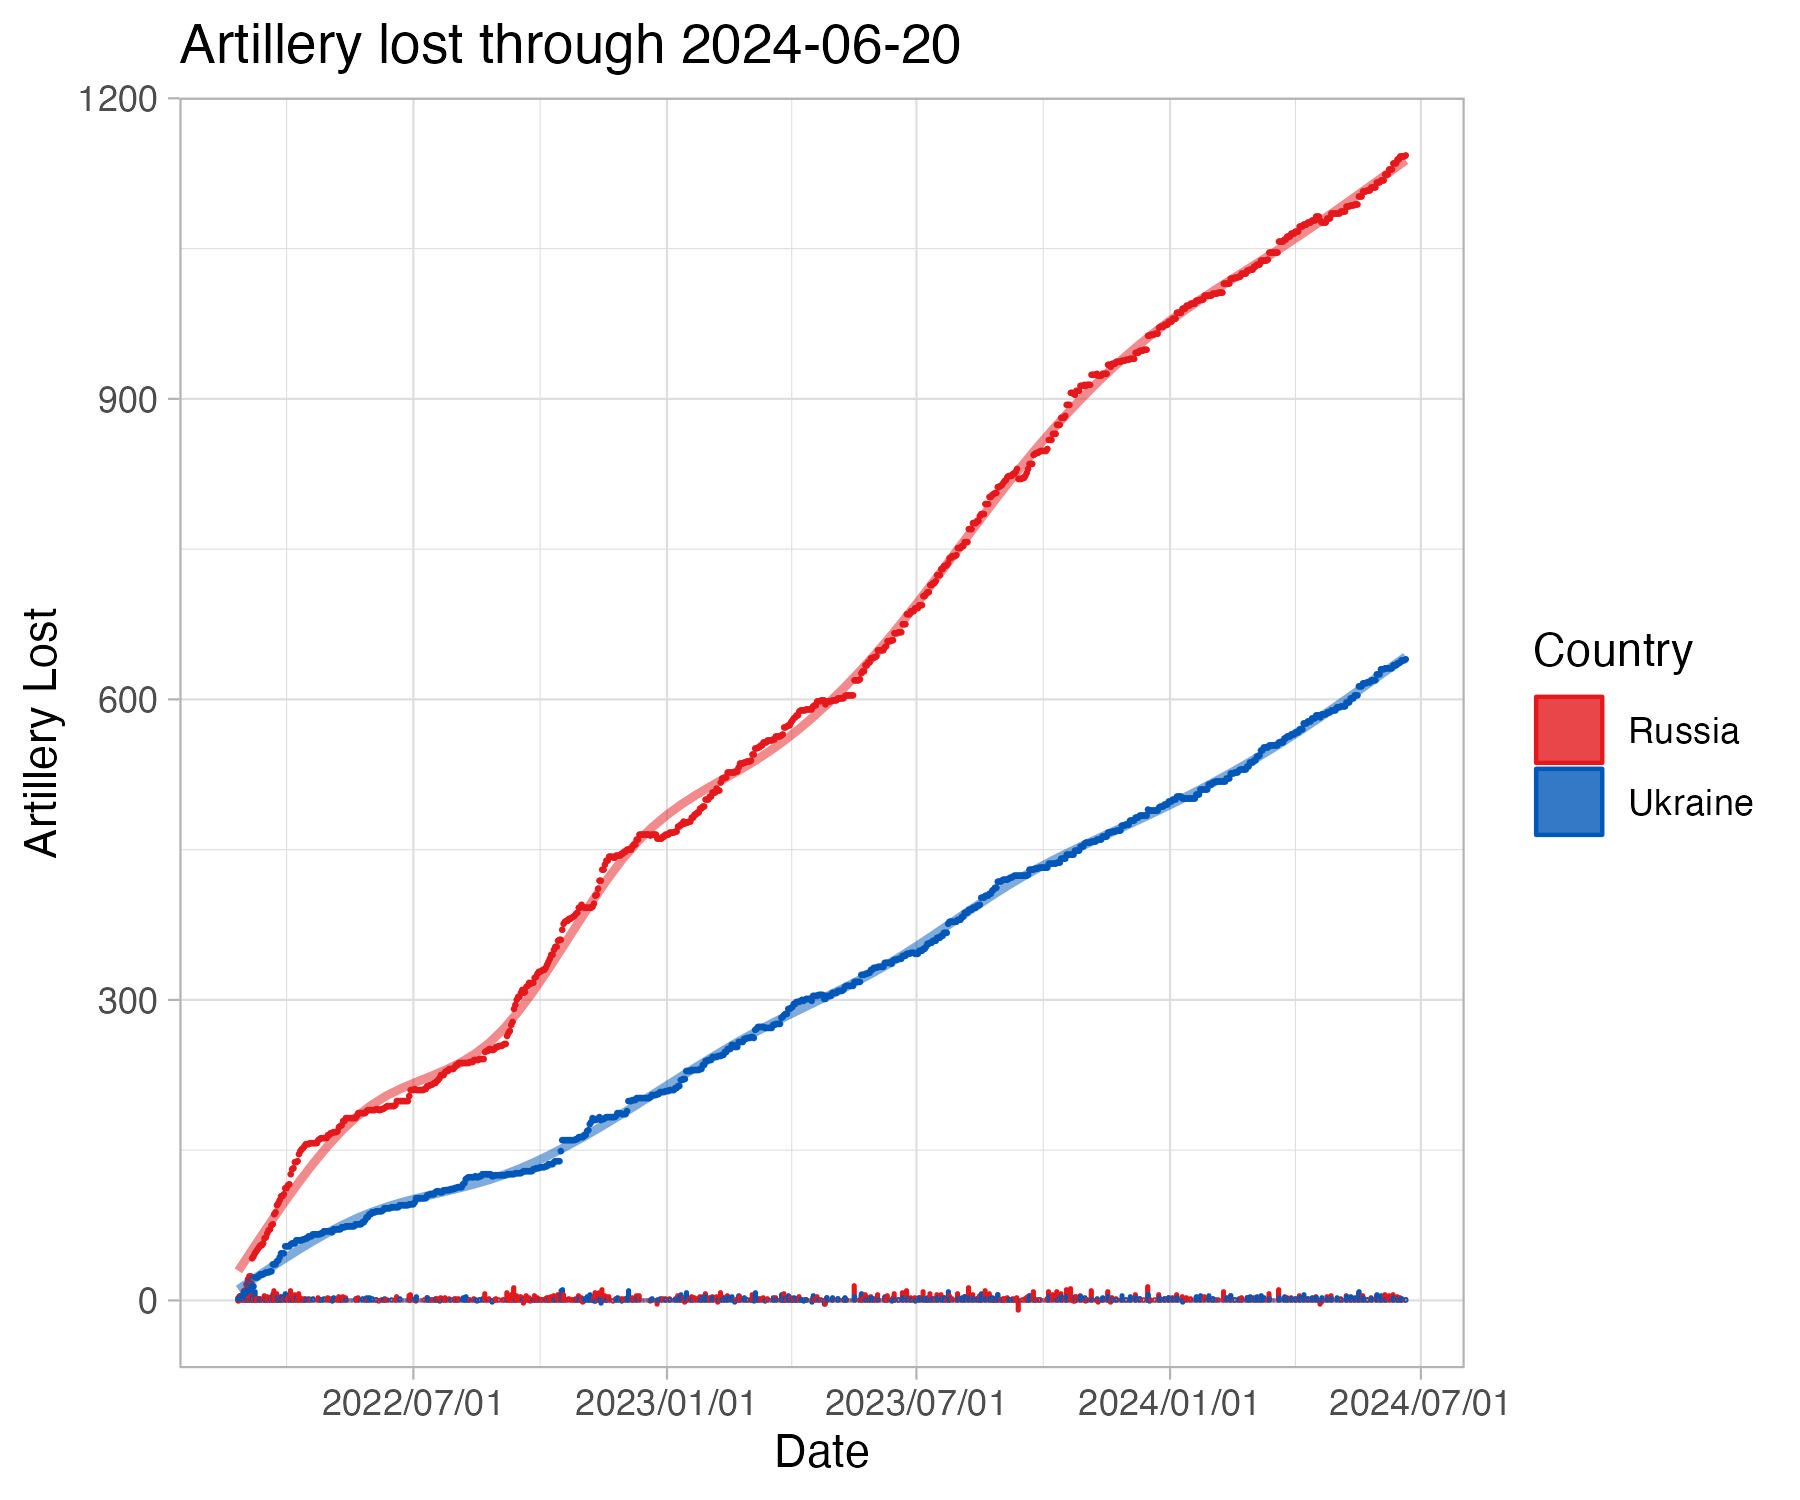 Artillery lost through 2024-06-20
1200
900
600
300
0
Artillery Lost
2022/07/01
2023/01/01
2023/07/01
2024/01/01
2024/07/01
Date
Country
Russia
Ukraine